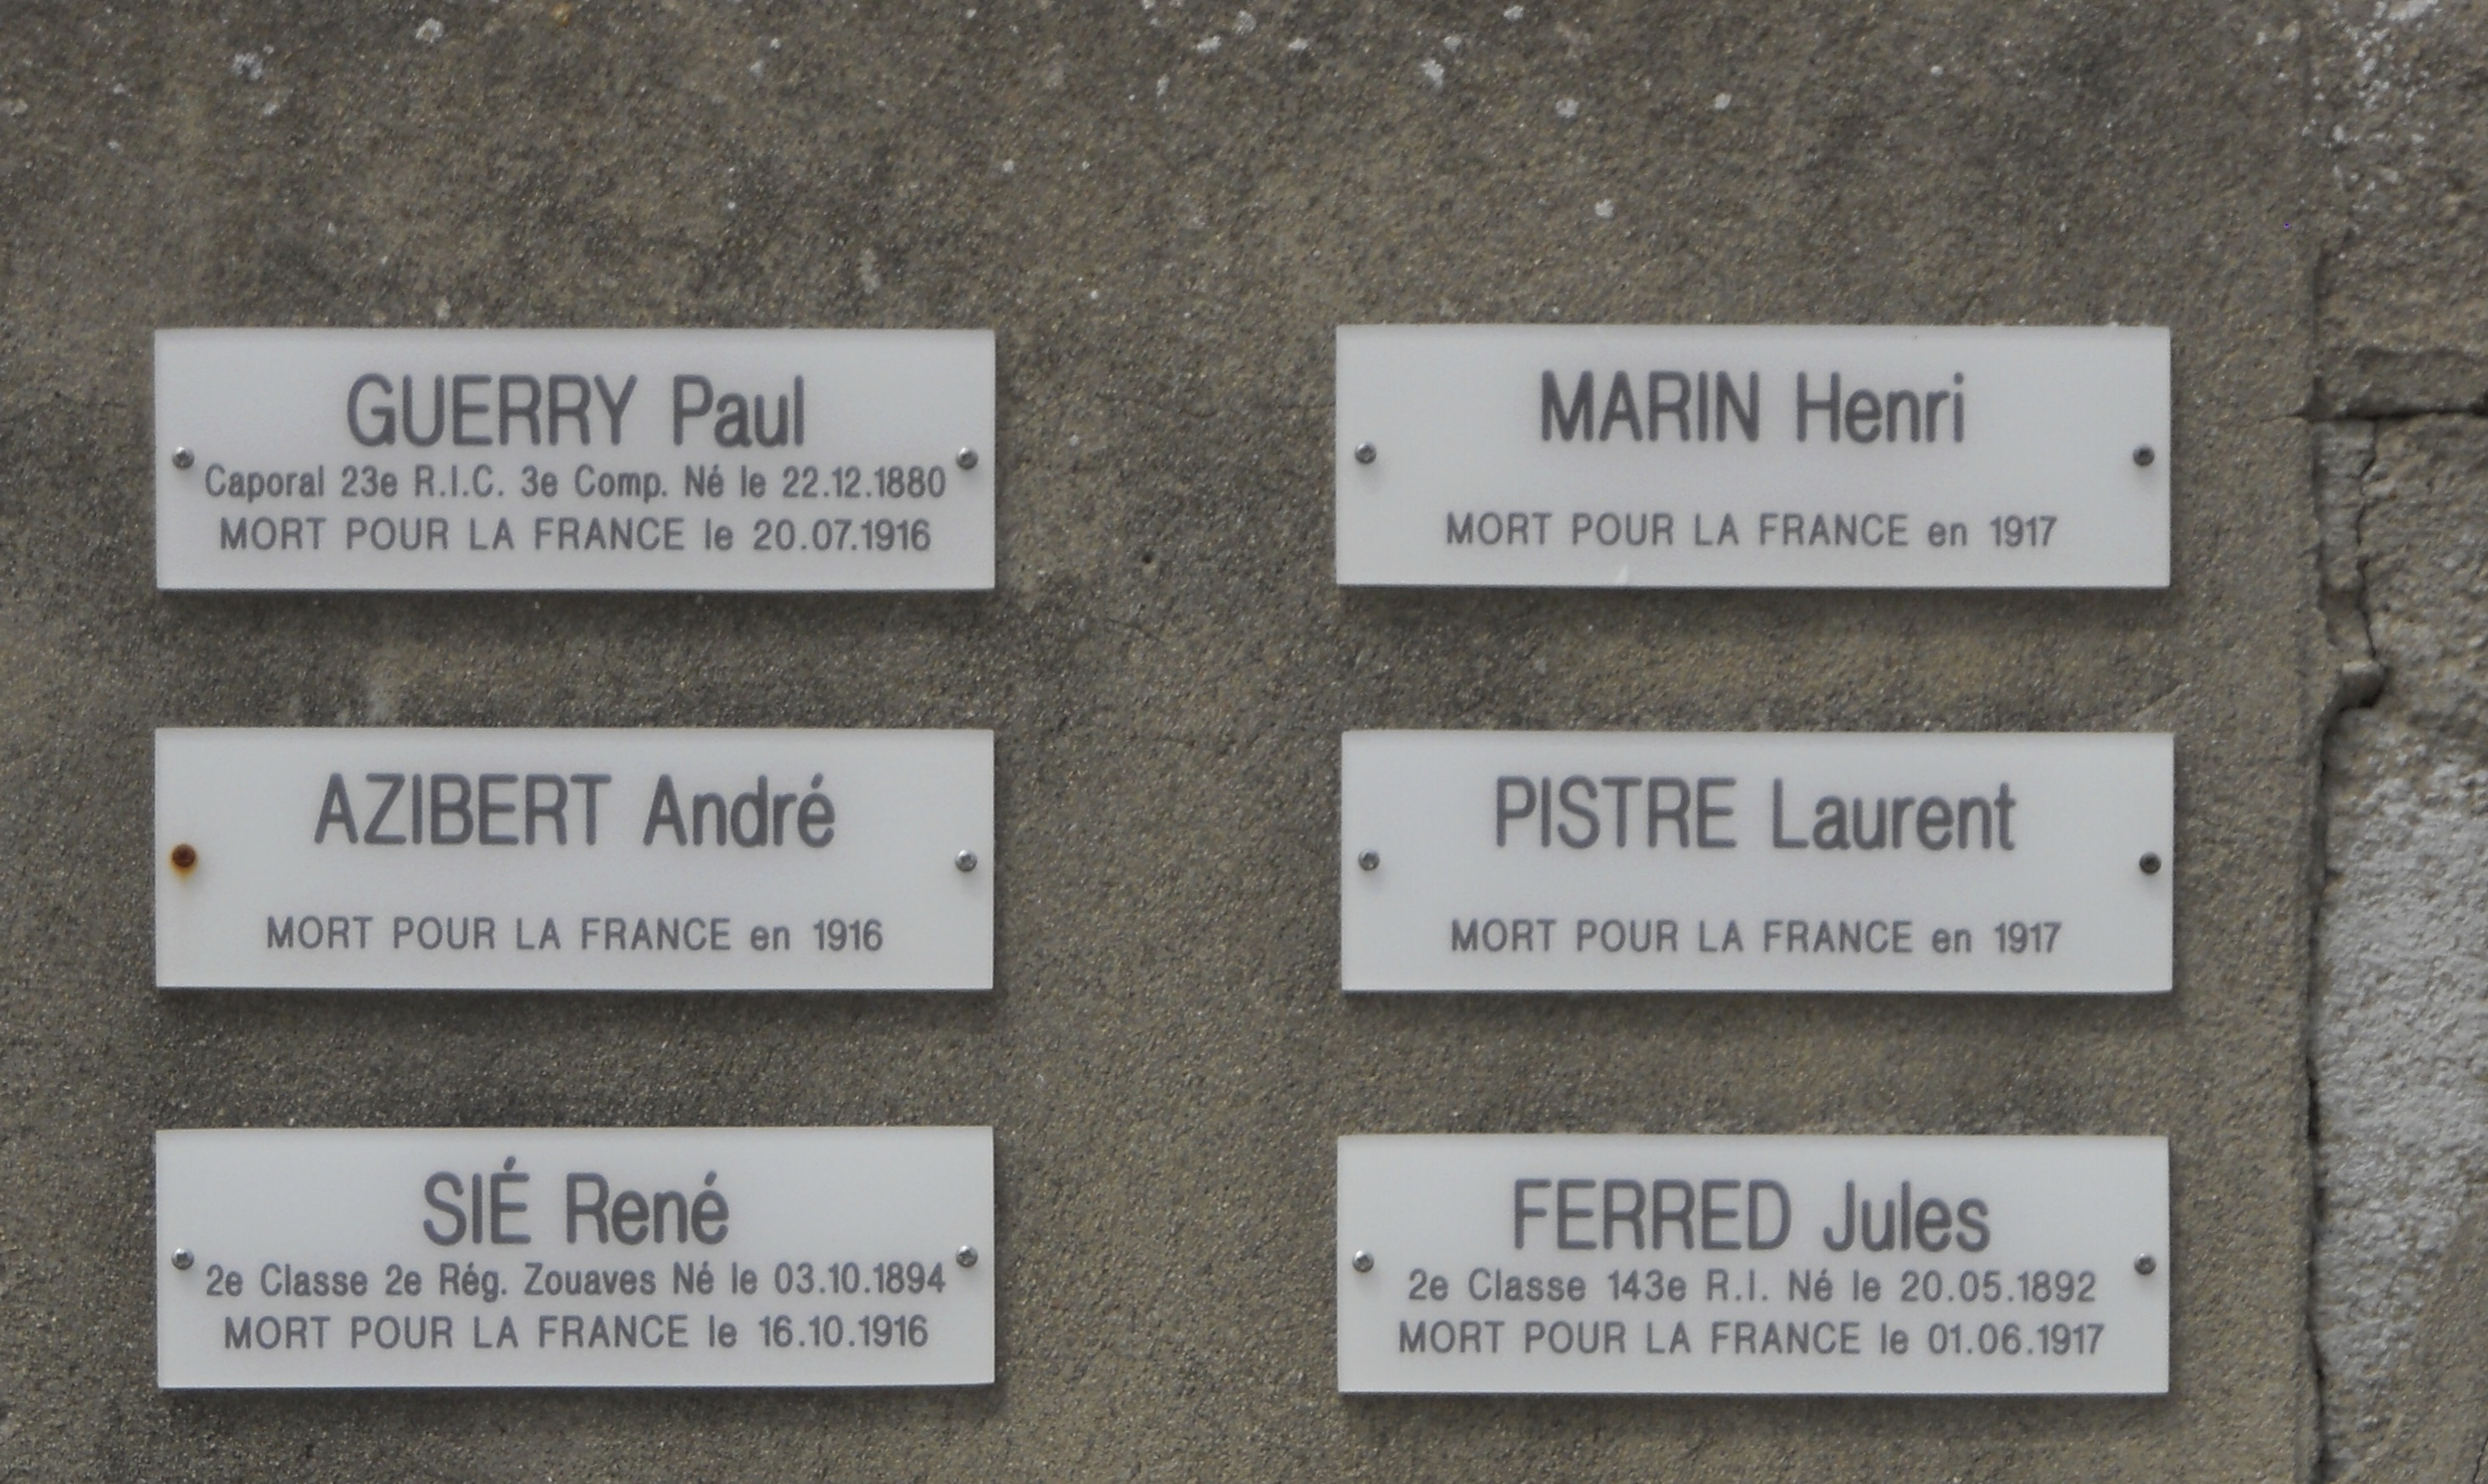 GUERRY Paul
Caporal 23e R.I.C. 3e Comp. Né le 22.12.1880
MORT POUR LA FRANCE le 20.07.1916
AZIBERT André
MORT POUR LA FRANCE en 1916
SIÉ René
2e Classe 2e Rég. Zouaves Né le 03.10.1894
MORT POUR LA FRANCE le 16.10.1916
MARIN Henri
MORT POUR LA FRANCE en 1917
PISTRE Laurent
MORT POUR LA FRANCE en 1917
FERRED Jules
2e Classe 143e R.I. Né le 20.05.1892
MORT POUR LA FRANCE le 01.06.1917